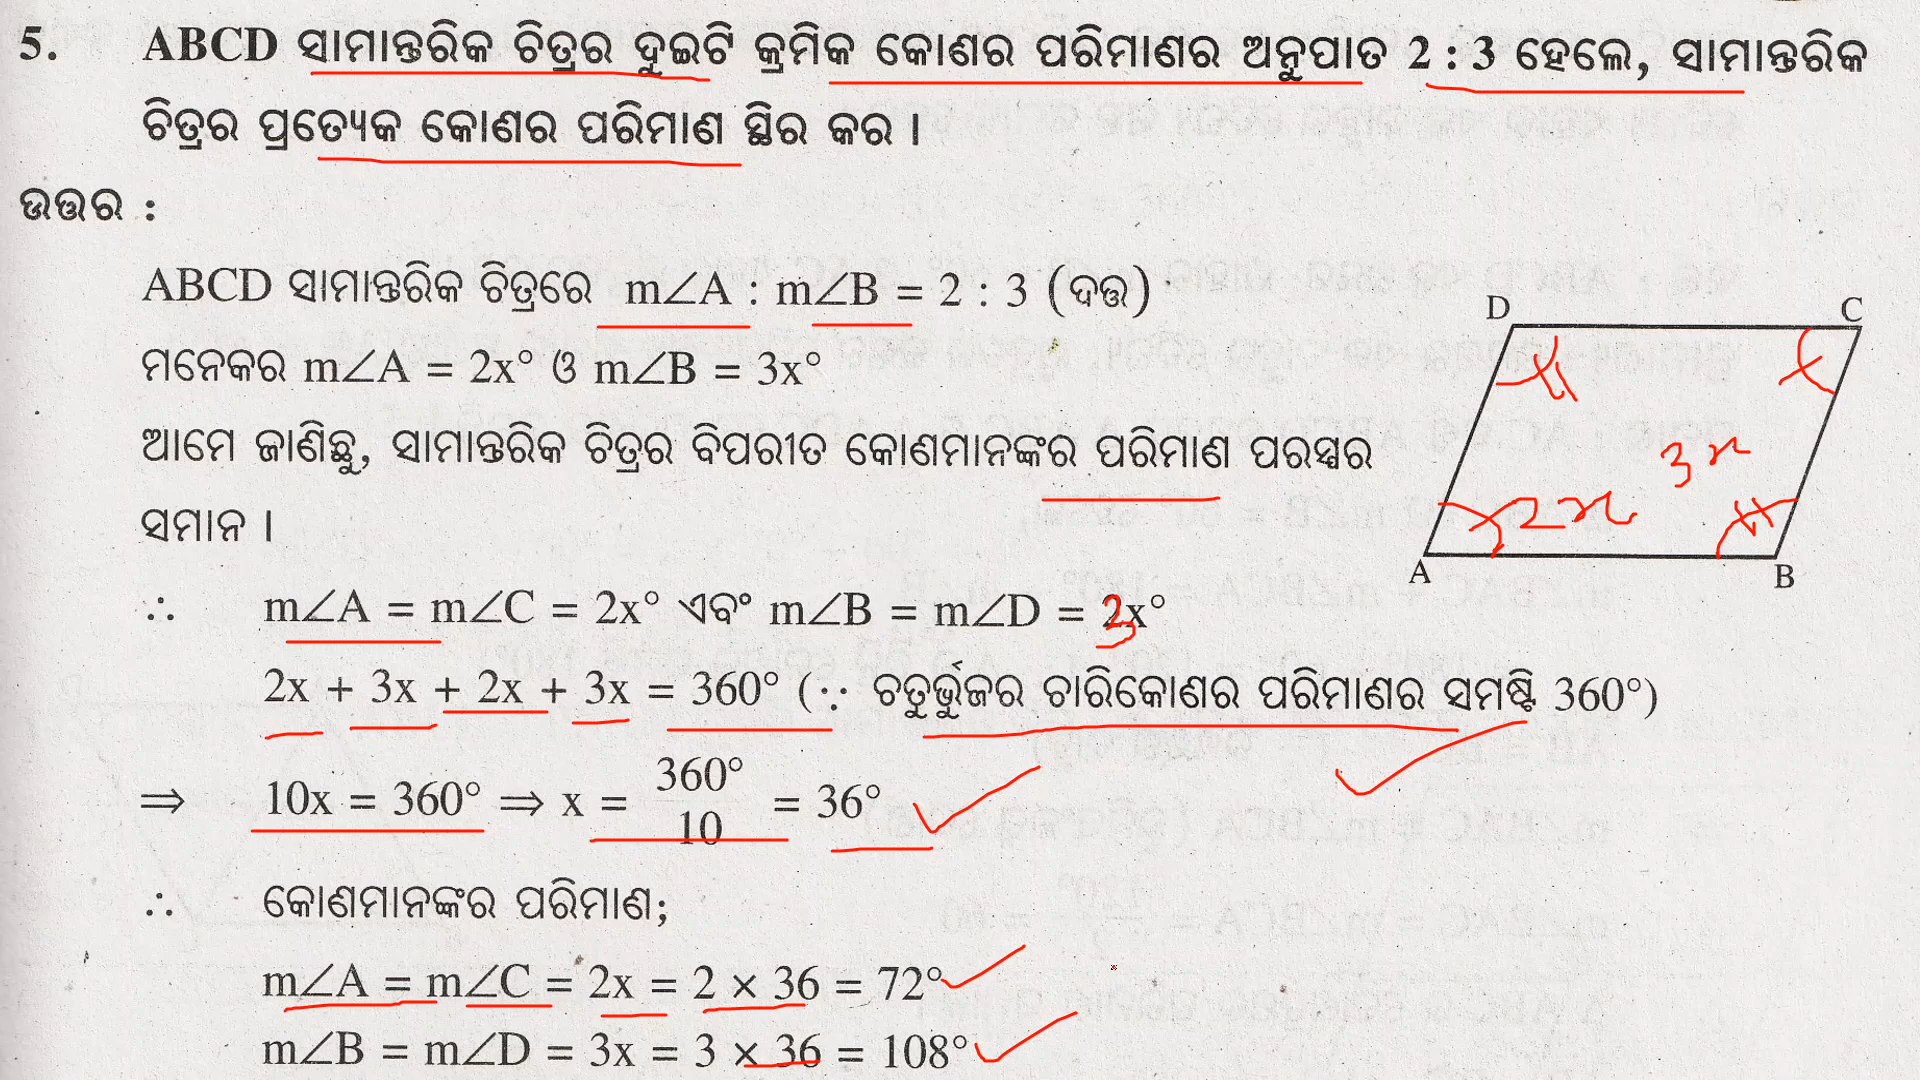 5. ABCD ସାମାନ୍ତରିକ ଚିତ୍ରର ଦୁଇଟି କ୍ରମିକ କୋଣର ପରିମାଣର ଅନୁପାତ 2 : 3 ହେଲେ, ସାମାନ୍ତରିକ
ଚିତ୍ରର ପ୍ରତ୍ୟେକ କୋଣର ପରିମାଣ ସ୍ଥିର କର ।
ଉତ୍ତର :
ABCD ସାମାନ୍ତରିକ ଚିତ୍ରରେ m∠A : m∠B = 2 : 3 (ଦତ୍ତ)
ମନେକର m∠A = 2x° ଓ m∠B = 3x°
ଆମେ ଜାଣିଛୁ, ସାମାନ୍ତରିକ ଚିତ୍ରର ବିପରୀତ କୋଣମାନଙ୍କର ପରିମାଣ ପରସ୍ପର
ସମାନ ।
D C
3x
2x
A B
∴ m∠A = m∠C = 2x° ଏବଂ m∠B = m∠D = 3x°
2x + 3x + 2x + 3x = 360° (∵ ଚତୁର୍ଭୁଜର ଚାରିକୋଣର ପରିମାଣର ସମଷ୍ଟି 360°)
⇒ 10x = 360° ⇒ x = 360°/10 = 36°
∴ କୋଣମାନଙ୍କର ପରିମାଣ;
m∠A = m∠C = 2x = 2 × 36 = 72°
m∠B = m∠D = 3x = 3 × 36 = 108°